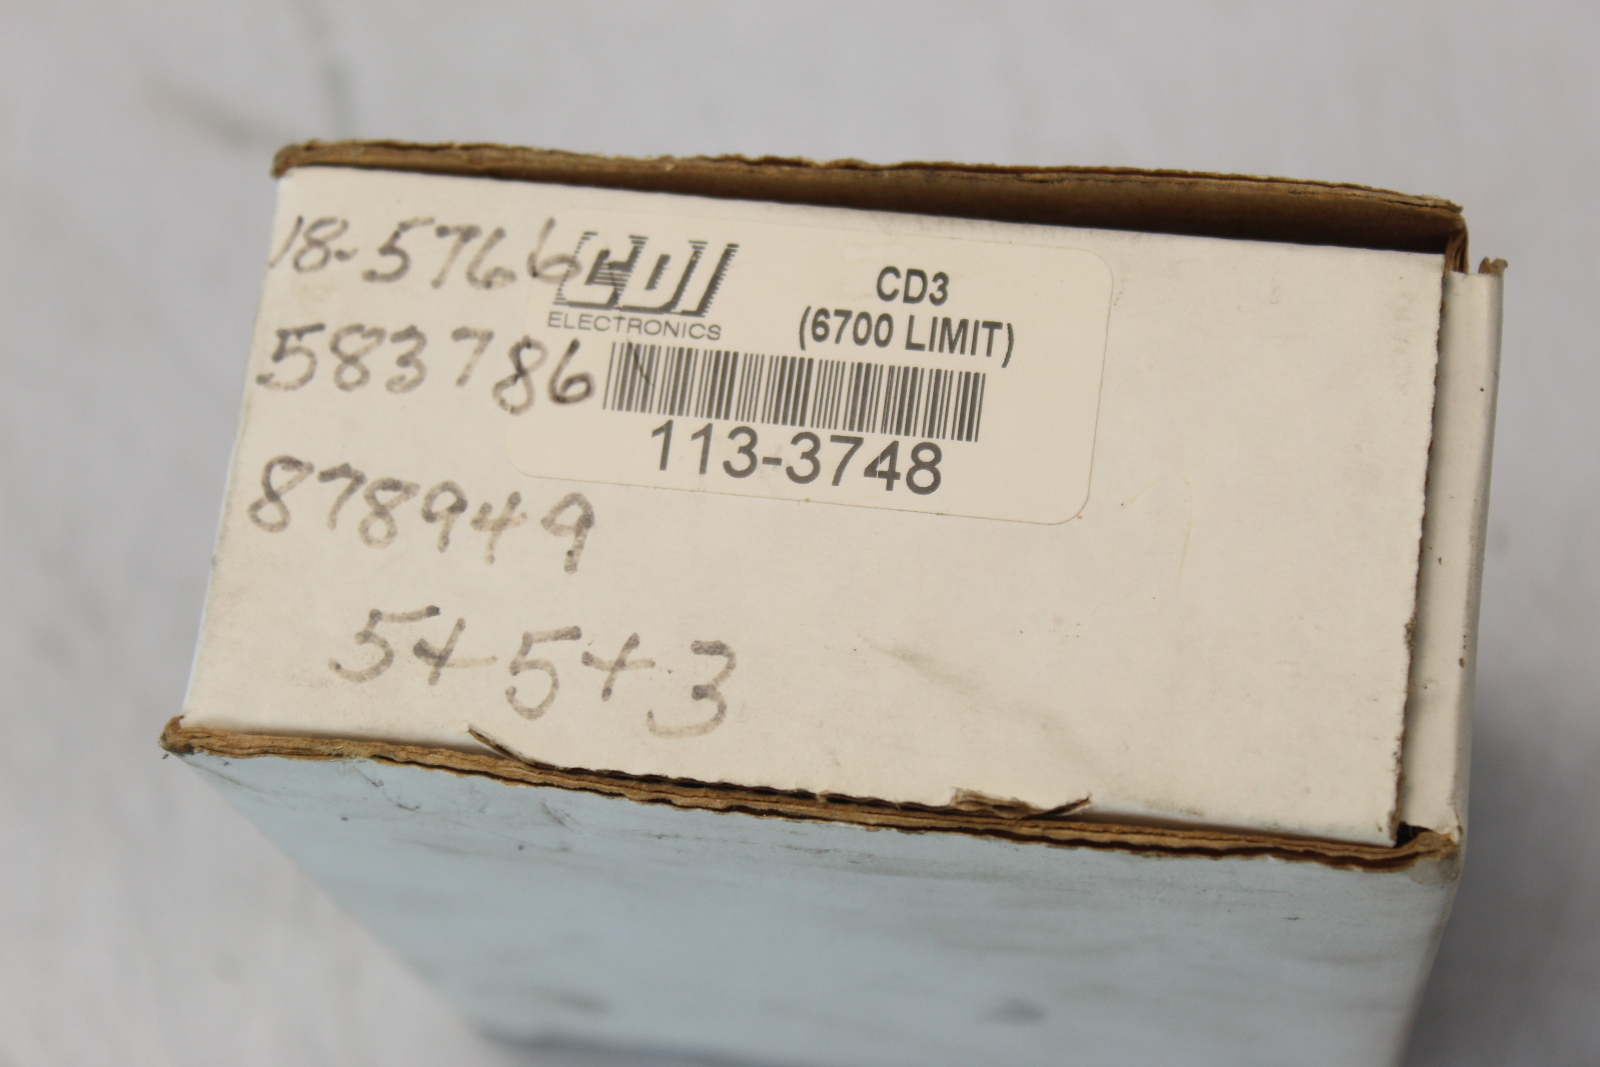 18-5766
CDI
ELECTRONICS
CD3
(6700 LIMIT)
583786
113-3748
878949
5+5+3